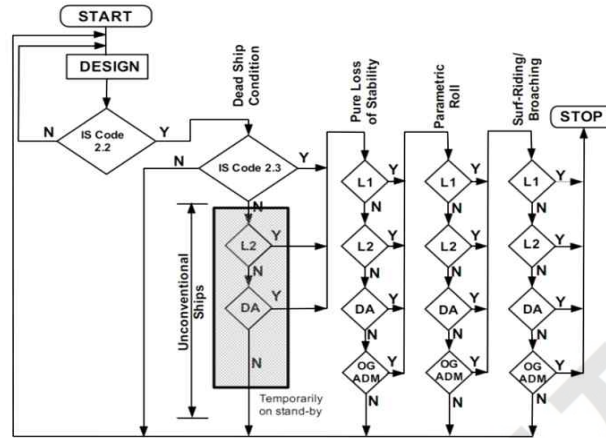 START
DESIGN
IS Code
2.2
N
Y
Dead Ship
Condition
IS Code 2.3
N
Y
N
L2
Y
N
DA
Y
N
Unconventional
Ships
Temporarily
on stand-by
Pure Loss
of Stability
L1
Y
N
L2
Y
N
DA
Y
N
OG
ADM
Y
N
Parametric
Roll
L1
Y
N
L2
Y
N
DA
Y
N
OG
ADM
Y
N
Surf-Riding/
Broaching
L1
Y
N
L2
Y
N
DA
Y
N
OG
ADM
Y
N
STOP